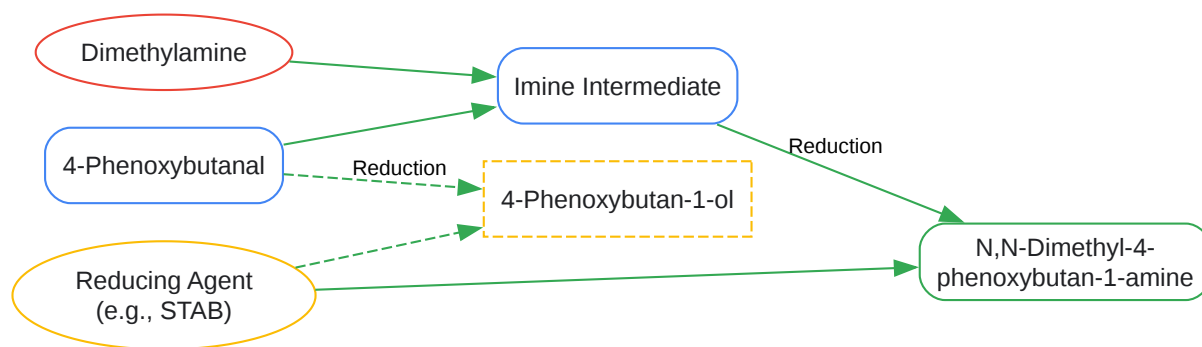 Dimethylamine
Imine Intermediate
4-Phenoxybutanal
Reduction
Reduction
4-Phenoxybutan-1-ol
Reducing Agent
(e.g., STAB)
N,N-Dimethyl-4-
phenoxybutan-1-amine